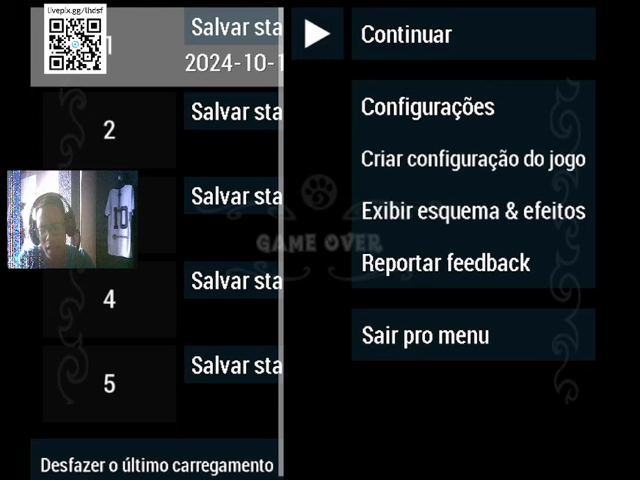 livepix.gg/lhdsf
1
Salvar sta
2024-10-1
2
Salvar sta
Salvar sta
4
Salvar sta
5
Salvar sta
Desfazer o último carregamento
Continuar
Configurações
Criar configuração do jogo
Exibir esquema & efeitos
Reportar feedback
Sair pro menu
GAME OVER
10